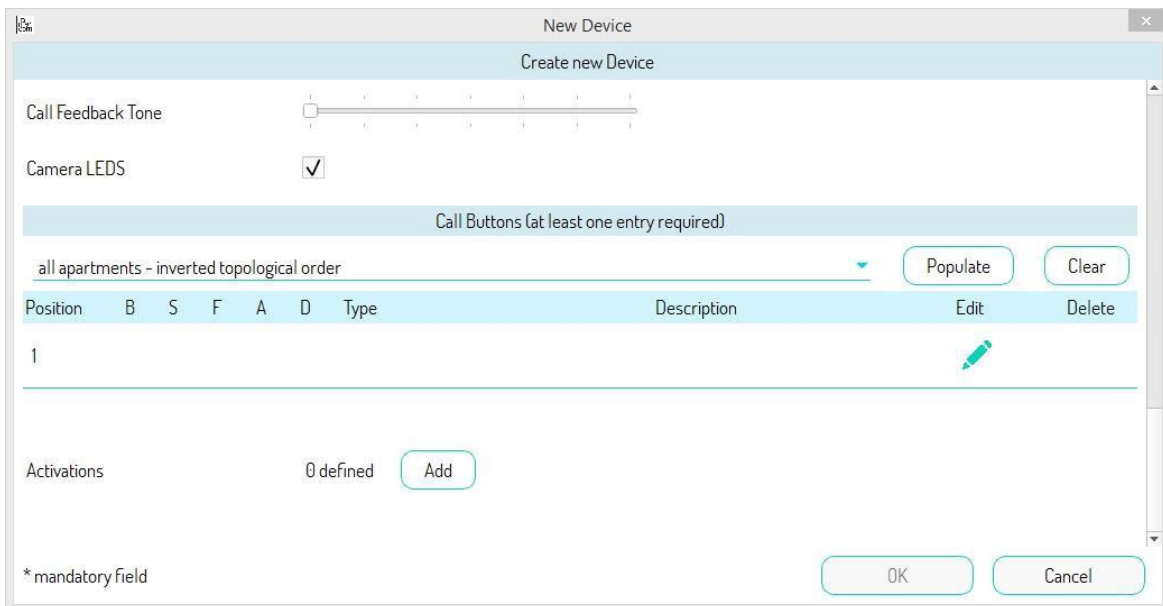 New Device
Create new Device
Call Feedback Tone
Camera LEDS
Call Buttons (at least one entry required)
all apartments - inverted topological order Populate Clear
Position B S F A D Type Description Edit Delete
1
Activations 0 defined Add
* mandatory field OK Cancel